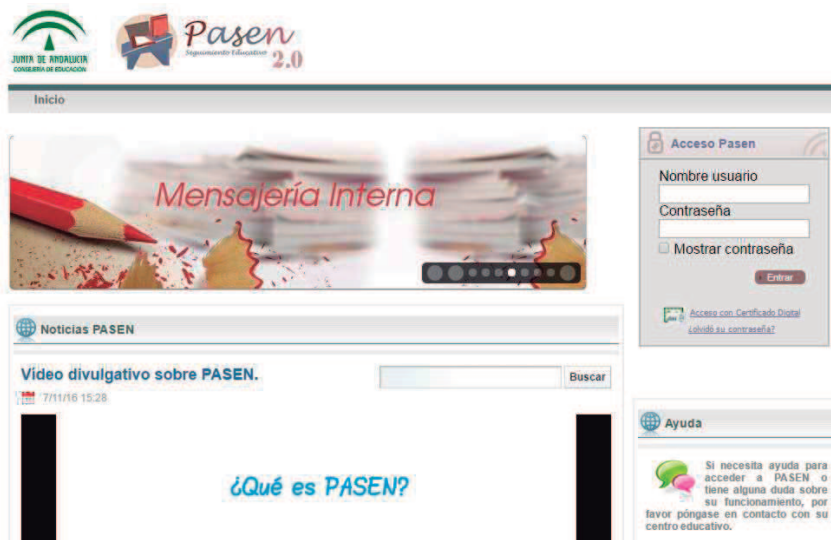 JUNTA DE ANDALUCIA
CONSEJERIA DE EDUCACIÓN
Pasen
Seguimiento Educativo
2.0
Inicio
Mensajería Interna
Acceso Pasen
Nombre usuario
Contraseña
Mostrar contraseña
Entrar
Acceso con Certificado Digital
¿olvidó su contraseña?
Noticias PASEN
Vídeo divulgativo sobre PASEN.
Buscar
7/11/16 15:28
¿Qué es PASEN?
Ayuda
Si necesita ayuda para
acceder a PASEN o
tiene alguna duda sobre
su funcionamiento, por
favor póngase en contacto con su
centro educativo.